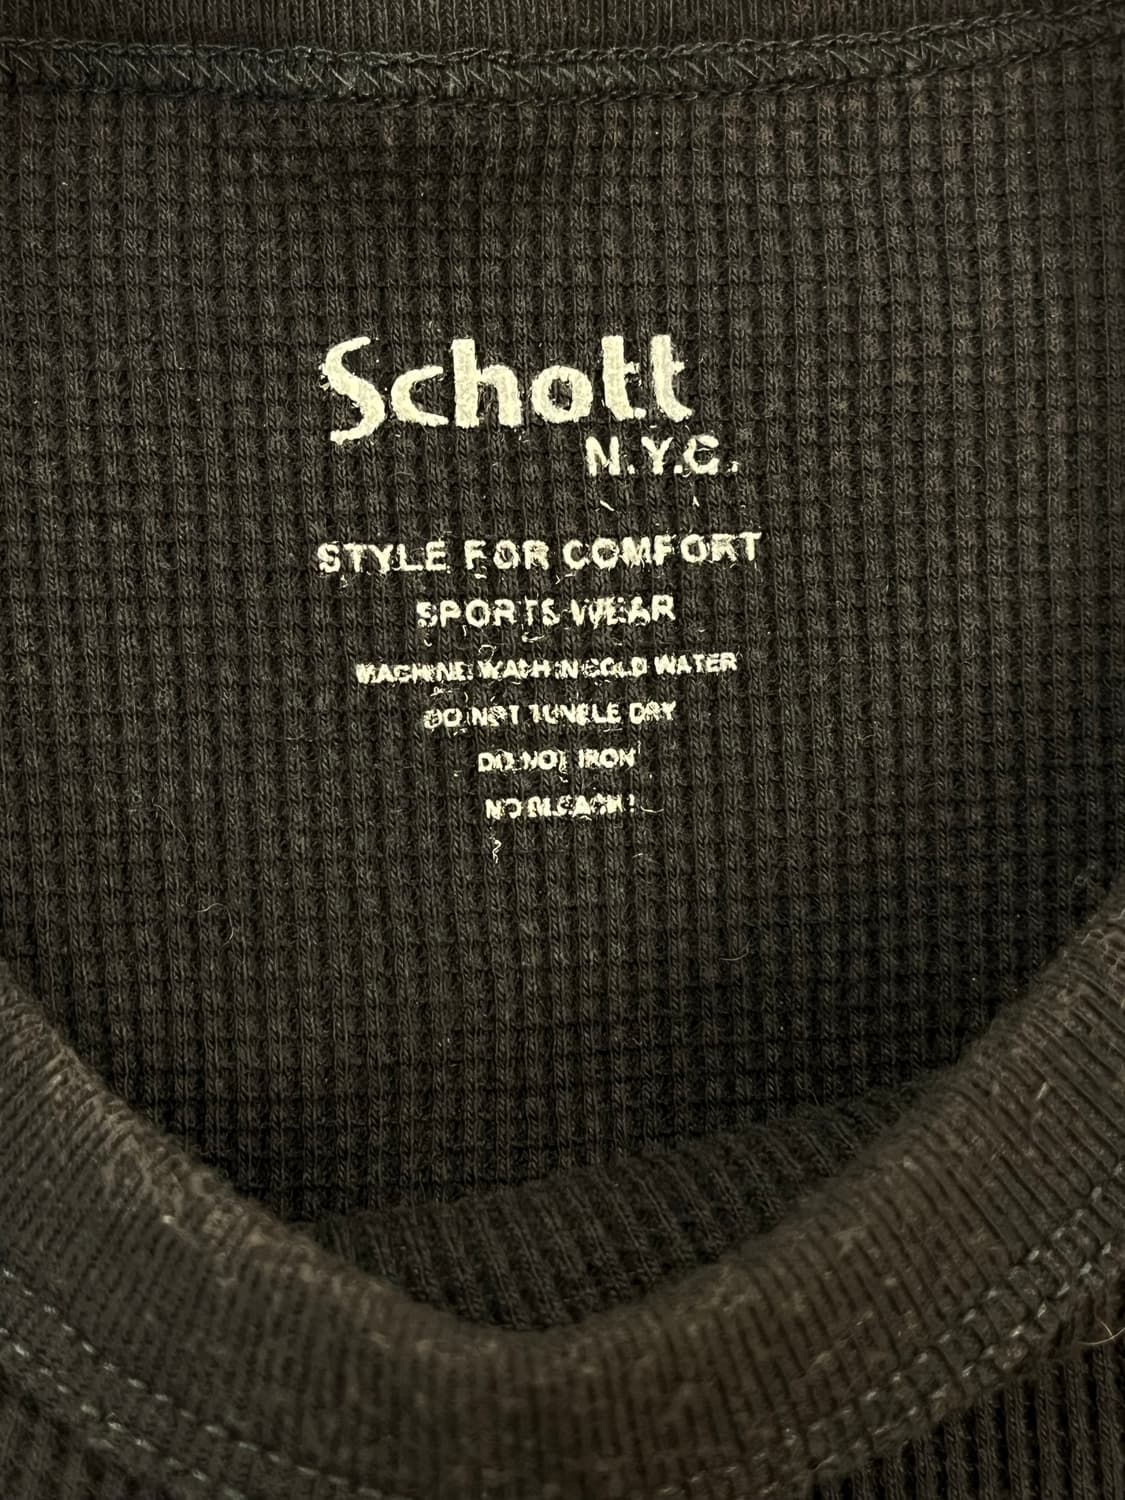 Schott
N.Y.C.
STYLE FOR COMFORT
SPORTS WEAR
MACHINE WASH IN COLD WATER
DO NOT TUMBLE DRY
DO NOT IRON
NO BLEACH!